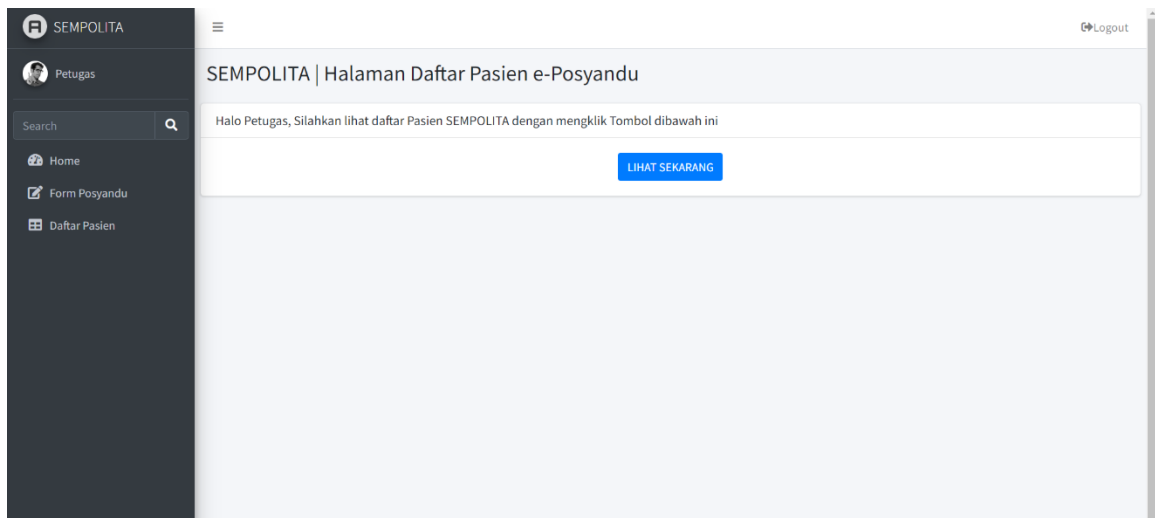 SEMPOLITA
Petugas
Search
Home
Form Posyandu
Daftar Pasien
Logout
SEMPOLITA | Halaman Daftar Pasien e-Posyandu
Halo Petugas, Silahkan lihat daftar Pasien SEMPOLITA dengan mengklik Tombol dibawah ini
LIHAT SEKARANG